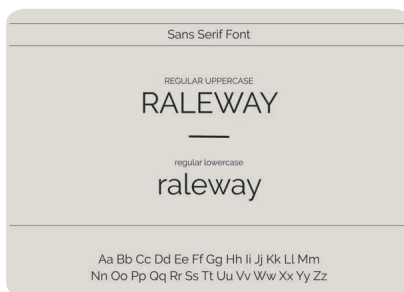 Sans Serif Font
REGULAR UPPERCASE
RALEWAY
regular lowercase
raleway
Aa Bb Cc Dd Ee Ff Gg Hh Ii Jj Kk Ll Mm
Nn Oo Pp Qq Rr Ss Tt Uu Vv Ww Xx Yy Zz